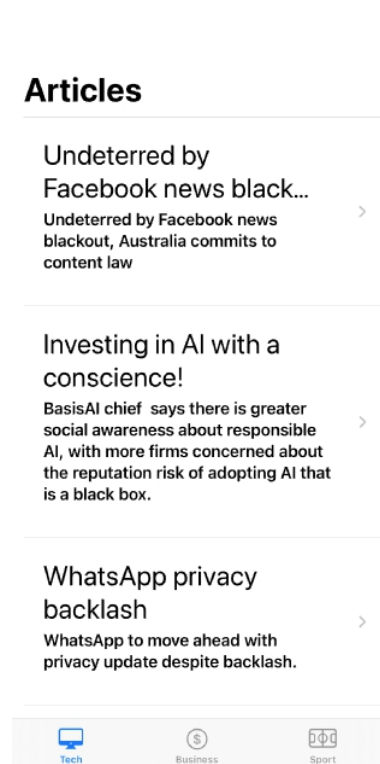 Articles
Undeterred by
Facebook news black...
Undeterred by Facebook news
blackout, Australia commits to
content law
Investing in AI with a
conscience!
BasisAI chief  says there is greater
social awareness about responsible
AI, with more firms concerned about
the reputation risk of adopting AI that
is a black box.
WhatsApp privacy
backlash
WhatsApp to move ahead with
privacy update despite backlash.
Tech
Business
Sport